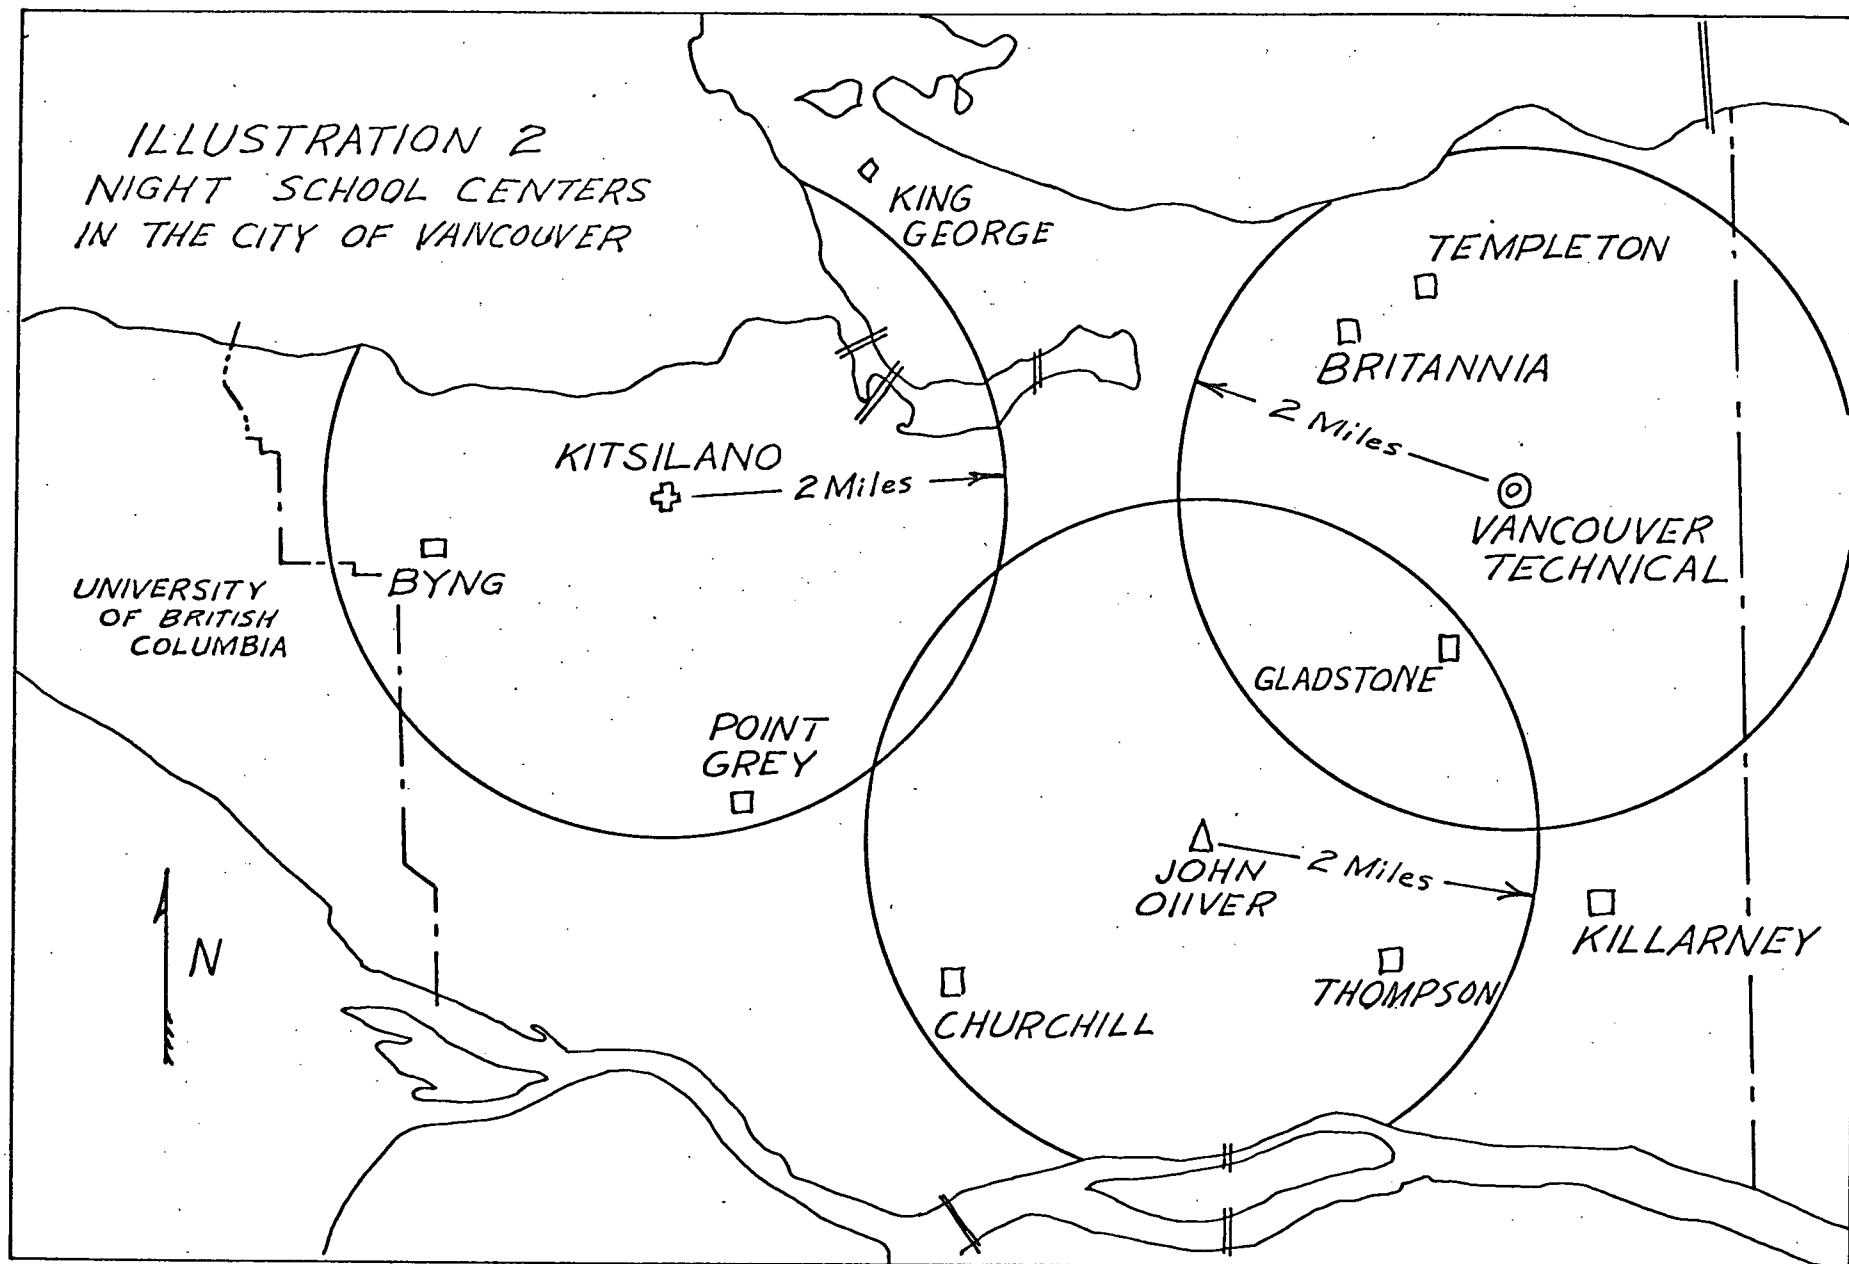 ILLUSTRATION 2
NIGHT SCHOOL CENTERS
IN THE CITY OF VANCOUVER
KING
GEORGE
TEMPLETON
BRITANNIA
2 Miles
KITSILANO
2 Miles
VANCOUVER
TECHNICAL
BYNG
UNIVERSITY
OF BRITISH
COLUMBIA
GLADSTONE
POINT
GREY
2 Miles
JOHN
OIIVER
KILLARNEY
THOMPSON
CHURCHILL
N